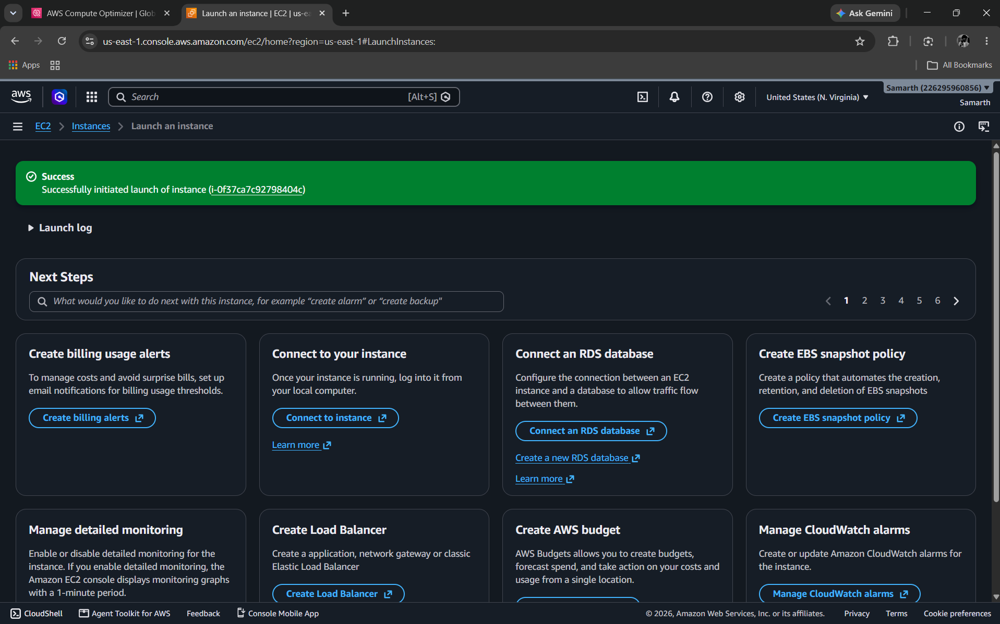 AWS Compute Optimizer | Glob
Launch an instance | EC2 | us-ea
Ask Gemini
us-east-1.console.aws.amazon.com/ec2/home?region=us-east-1#LaunchInstances:
Apps
All Bookmarks
aws
Search
[Alt+S]
United States (N. Virginia)
Samarth (226295960856)
Samarth
EC2
Instances
Launch an instance
Success
Successfully initiated launch of instance (i-0f37ca7c92798404c)
Launch log
Next Steps
What would you like to do next with this instance, for example “create alarm” or “create backup"
1 2 3 4 5 6
Create billing usage alerts
To manage costs and avoid surprise bills, set up
email notifications for billing usage thresholds.
Create billing alerts
Connect to your instance
Once your instance is running, log into it from
your local computer.
Connect to instance
Learn more
Connect an RDS database
Configure the connection between an EC2
instance and a database to allow traffic flow
between them.
Connect an RDS database
Create a new RDS database
Learn more
Create EBS snapshot policy
Create a policy that automates the creation,
retention, and deletion of EBS snapshots
Create EBS snapshot policy
Manage detailed monitoring
Enable or disable detailed monitoring for the
instance. If you enable detailed monitoring, the
Amazon EC2 console displays monitoring graphs
with a 1-minute period.
Create Load Balancer
Create a application, network gateway or classic
Elastic Load Balancer
Create Load Balancer
Create AWS budget
AWS Budgets allows you to create budgets,
forecast spend, and take action on your costs and
usage from a single location.
Manage CloudWatch alarms
Create or update Amazon CloudWatch alarms for
the instance.
Manage CloudWatch alarms
CloudShell
Agent Toolkit for AWS
Feedback
Console Mobile App
© 2026, Amazon Web Services, Inc. or its affiliates.
Privacy
Terms
Cookie preferences